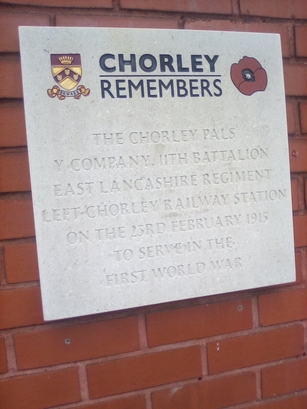 CHORLEY
REMEMBERS
THE CHORLEY PALS
Y COMPANY, 11TH BATTALION
EAST LANCASHIRE REGIMENT
LEFT CHORLEY RAILWAY STATION
ON THE 23RD FEBRUARY 1915
TO SERVE IN THE
FIRST WORLD WAR